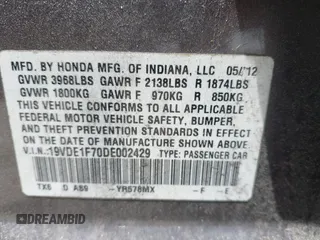 MFD. BY HONDA MFG. OF INDIANA, LLC 05/12
GVWR 3968LBS GAWR F 2138LBS R 1874LBS
GVWR 1800KG GAWR F 970KG R 850KG
THIS VEHICLE CONFORMS TO ALL APPLICABLE
FEDERAL MOTOR VEHICLE SAFETY, BUMPER,
AND THEFT PREVENTION STANDARDS IN EFFECT
ON THE DATE OF MANUFACTURE SHOWN ABOVE.
V.I.N.:19VDE1F70DE002429 TYPE: PASSENGER CAR
YR578MX